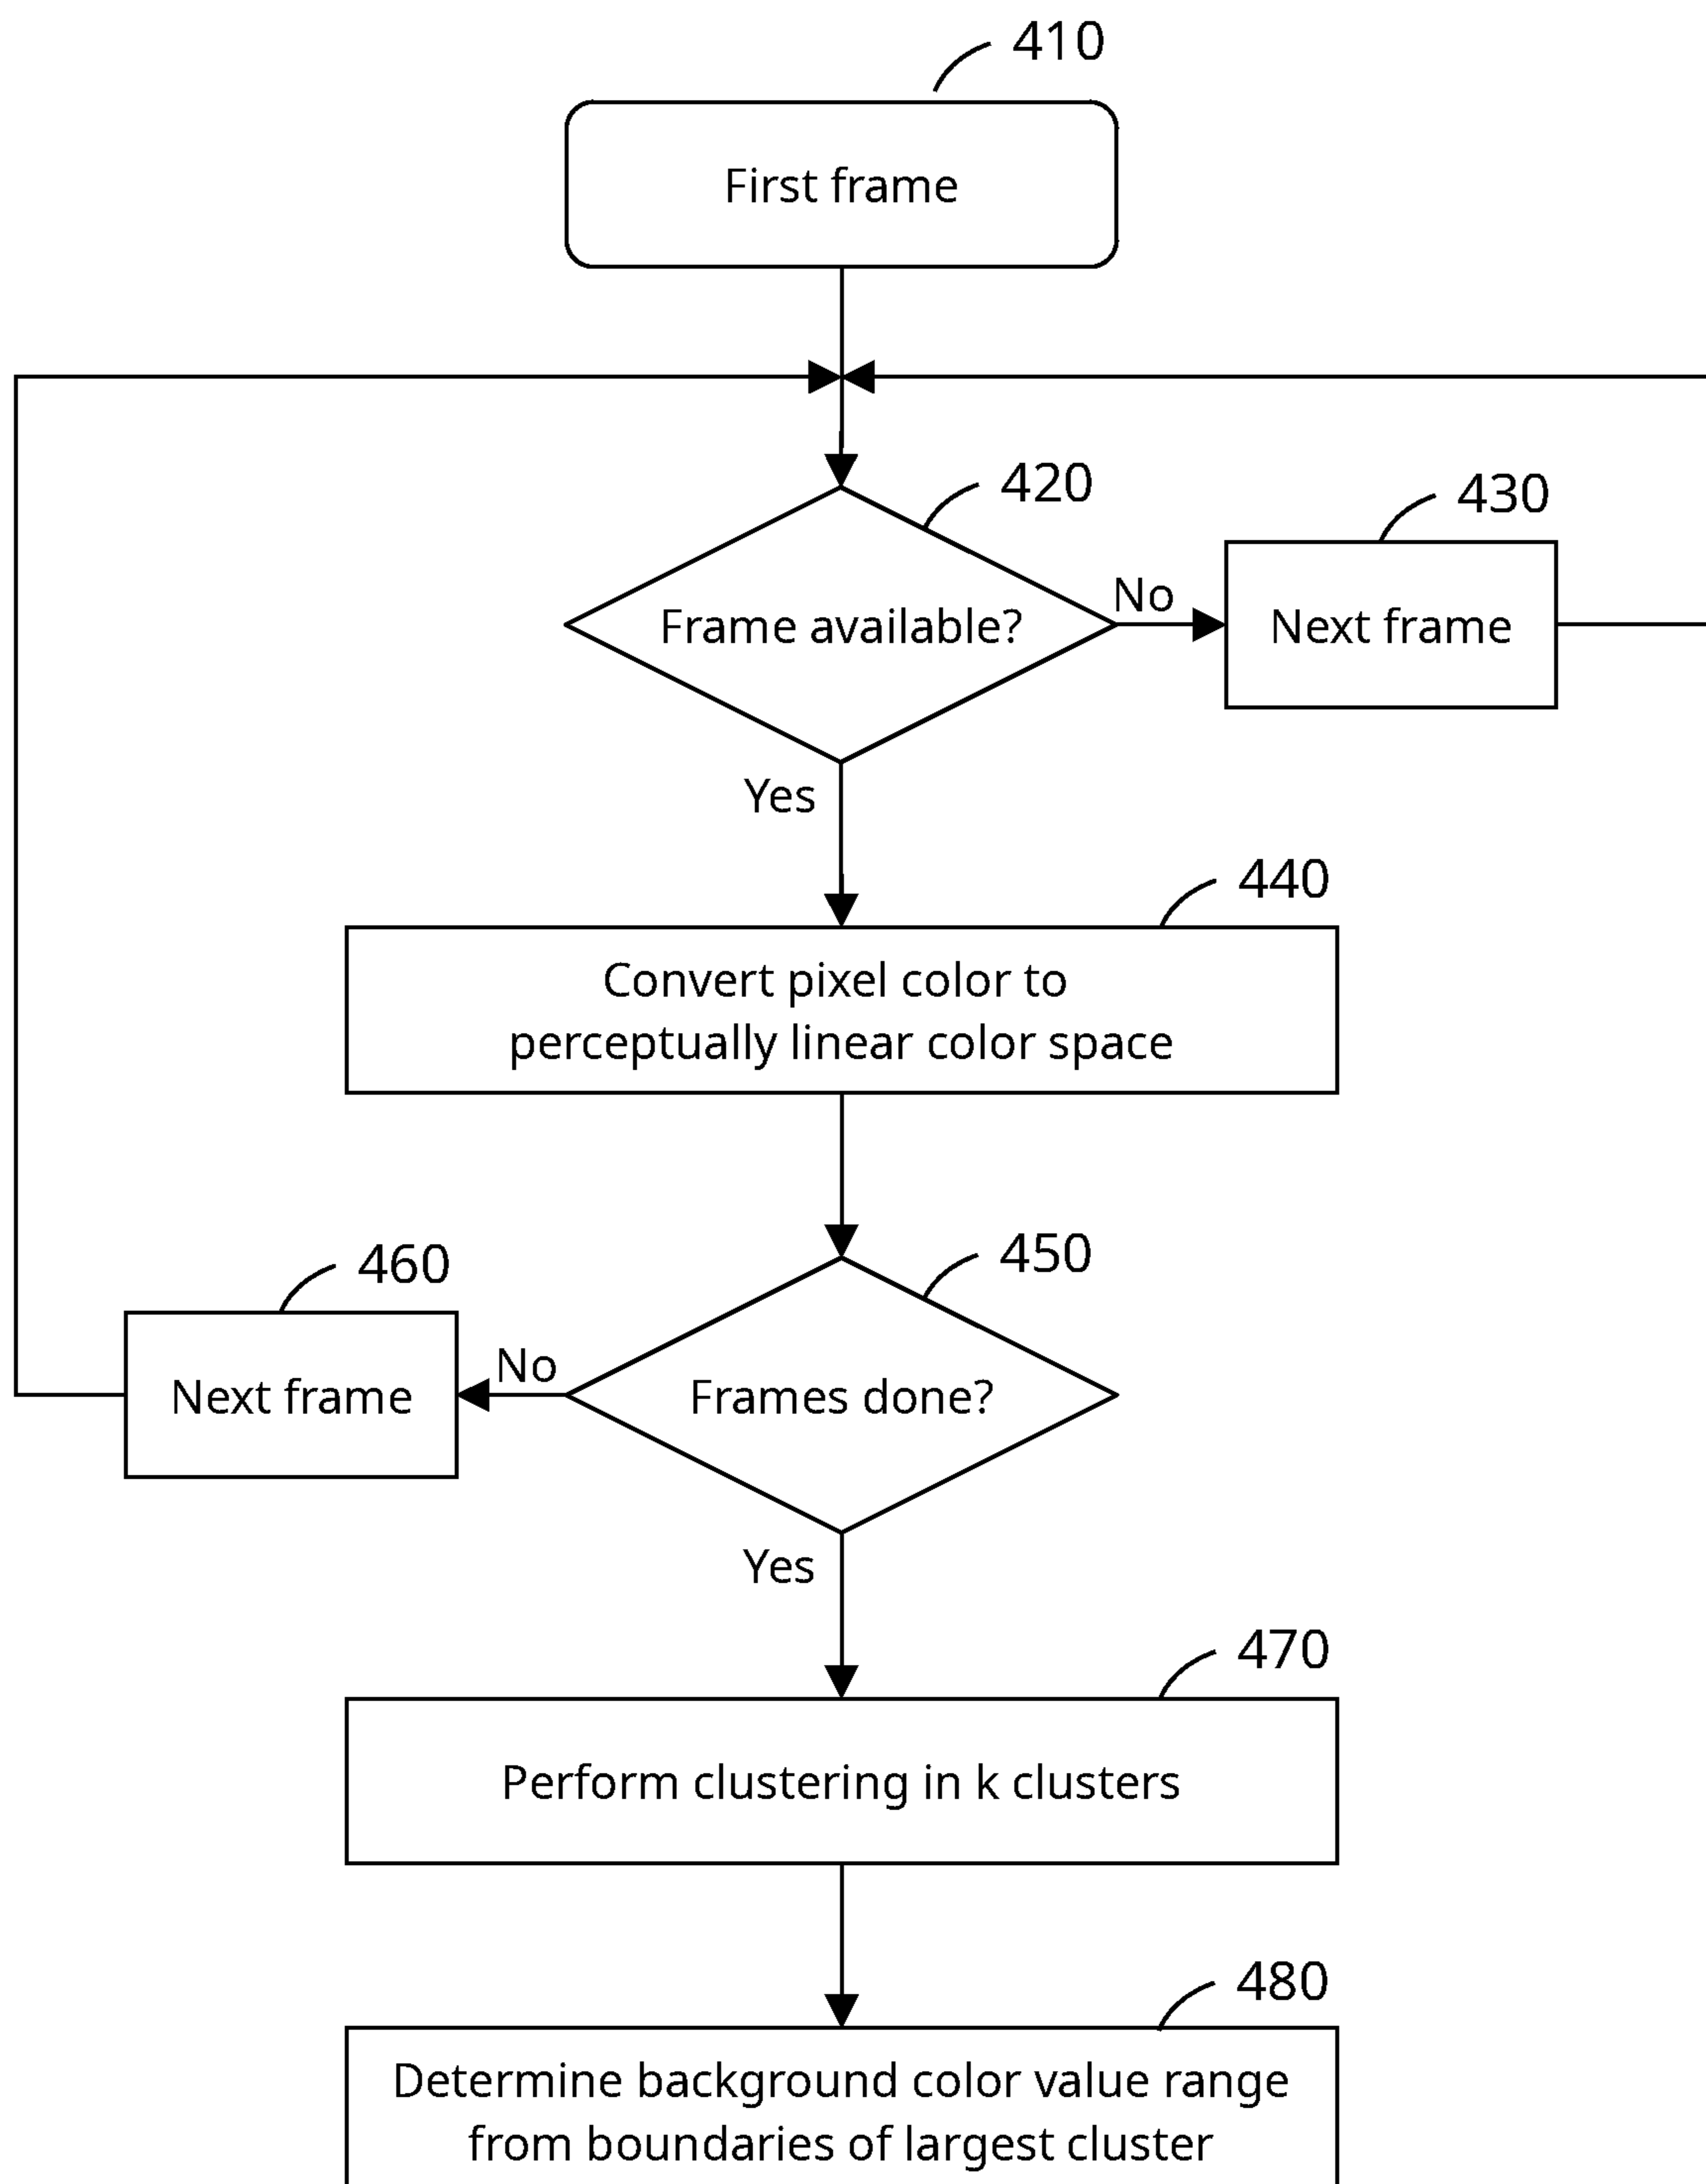 410
First frame
420
430
Frame available?
No
Next frame
Yes
440
Convert pixel color to
perceptually linear color space
450
460
Frames done?
No
Next frame
Yes
470
Perform clustering in k clusters
480
Determine background color value range
from boundaries of largest cluster